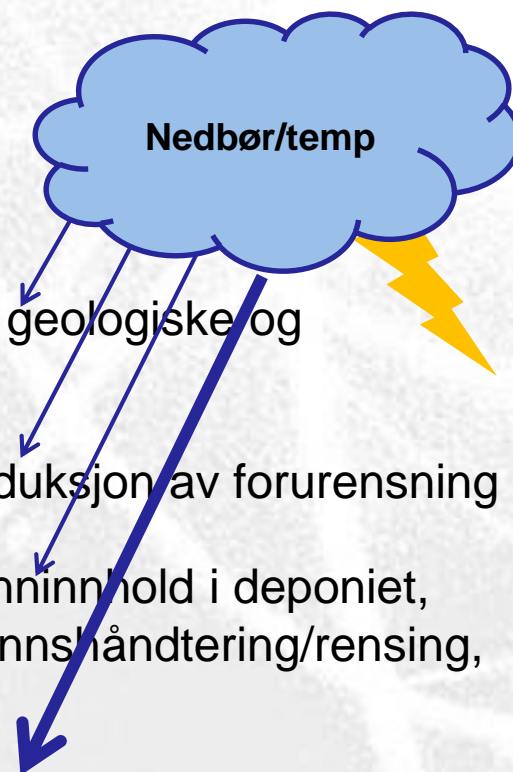 Nedbør/temp
geologiske og
duksjon av forurensning
nninnhold i deponiet,
nnshåndtering/rensing,